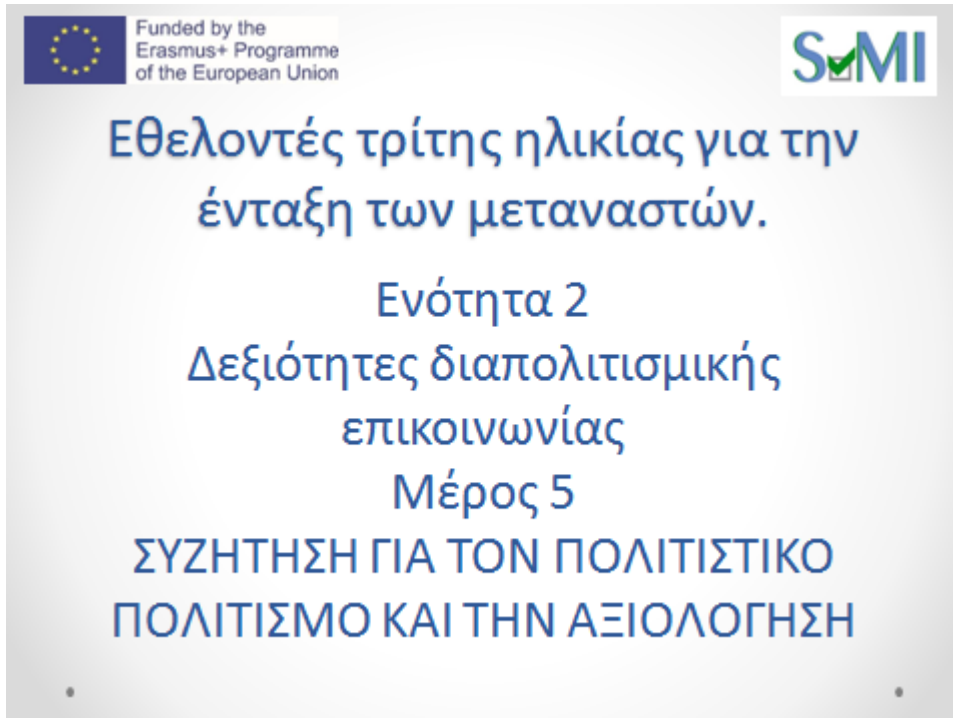 Funded by the
Erasmus+ Programme
of the European Union
SMI
Εθελοντές τρίτης ηλικίας για την
ένταξη των μεταναστών.
Ενότητα 2
Δεξιότητες διαπολιτισμικής
επικοινωνίας
Μέρος 5
ΣΥΖΗΤΗΣΗ ΓΙΑ ΤΟΝ ΠΟΛΙΤΙΣΤΙΚΟ
ΠΟΛΙΤΙΣΜΟ ΚΑΙ ΤΗΝ ΑΞΙΟΛΟΓΗΣΗ